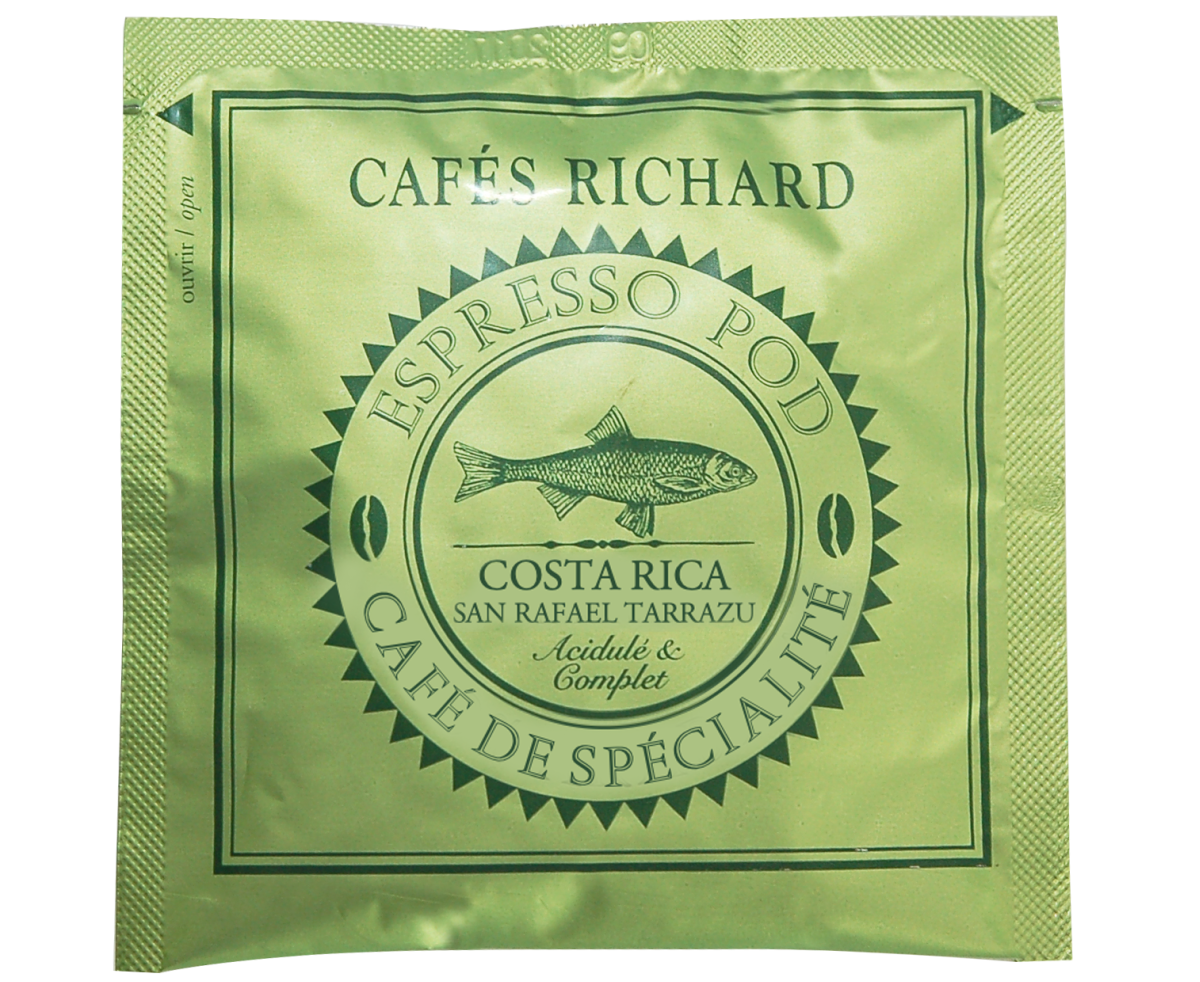 CAFÉS RICHARD
ouvrir / open
ESPRESSO POD
COSTA RICA
SAN RAFAEL TARRAZU
Acidulé &
Complet
CAFÉ DE SPÉCIALITÉ